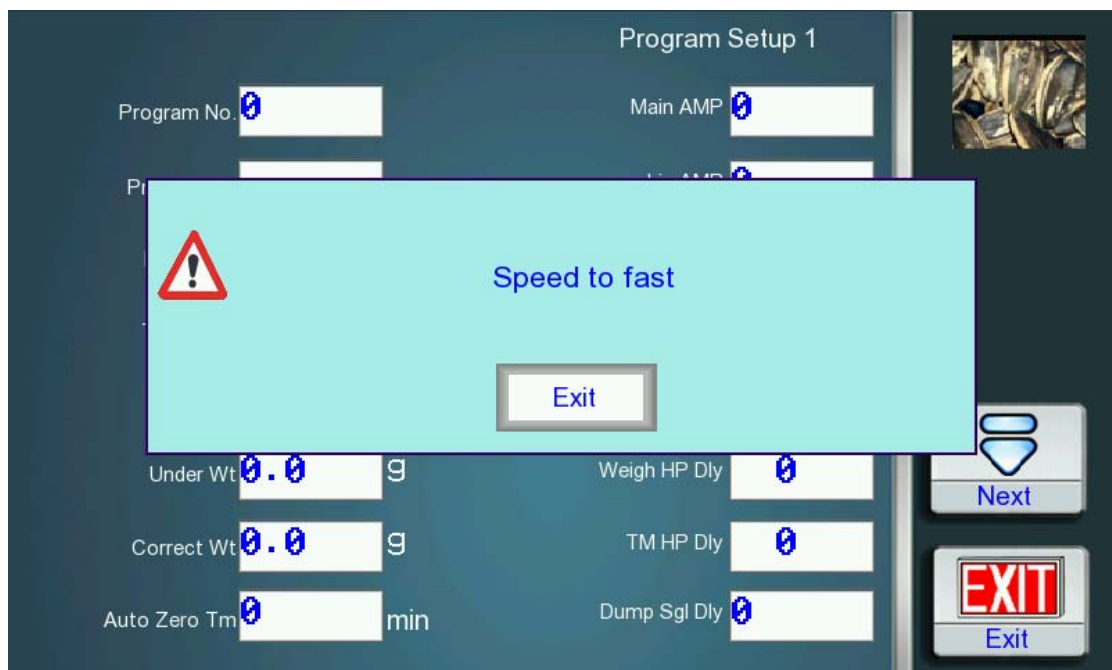 Program Setup 1
Program No. 0
Main AMP 0
Speed to fast
Exit
Under Wt 0.0 g
Weigh HP Dly 0
Next
Correct Wt 0.0 g
TM HP Dly 0
EXIT
Auto Zero Tm 0 min
Dump Sgl Dly 0
Exit